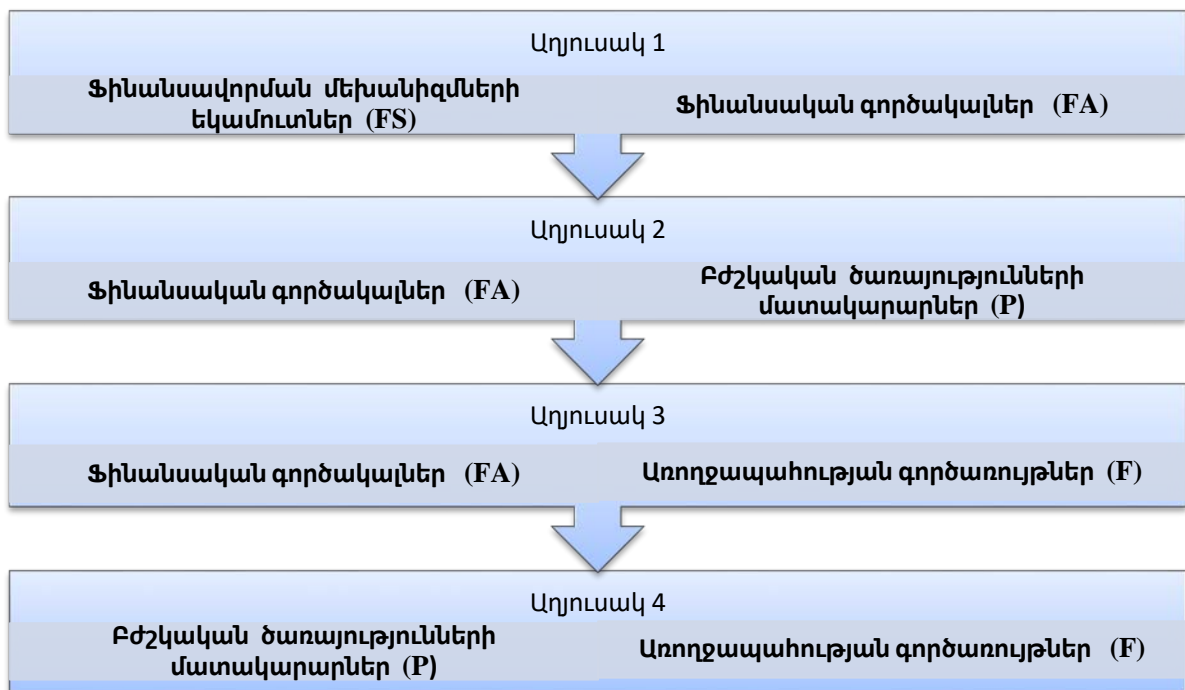 Աղյուսակ 1
Ֆինանսավորման մեխանիզմների
եկամուտներ (FS)
Ֆինանսական գործակալներ (FA)
Աղյուսակ 2
Ֆինանսական գործակալներ (FA)
Բժշկական ծառայությունների
մատակարարներ (P)
Աղյուսակ 3
Ֆինանսական գործակալներ (FA)
Առողջապահության գործառույթներ (F)
Աղյուսակ 4
Բժշկական ծառայությունների
մատակարարներ (P)
Առողջապահության գործառույթներ (F)